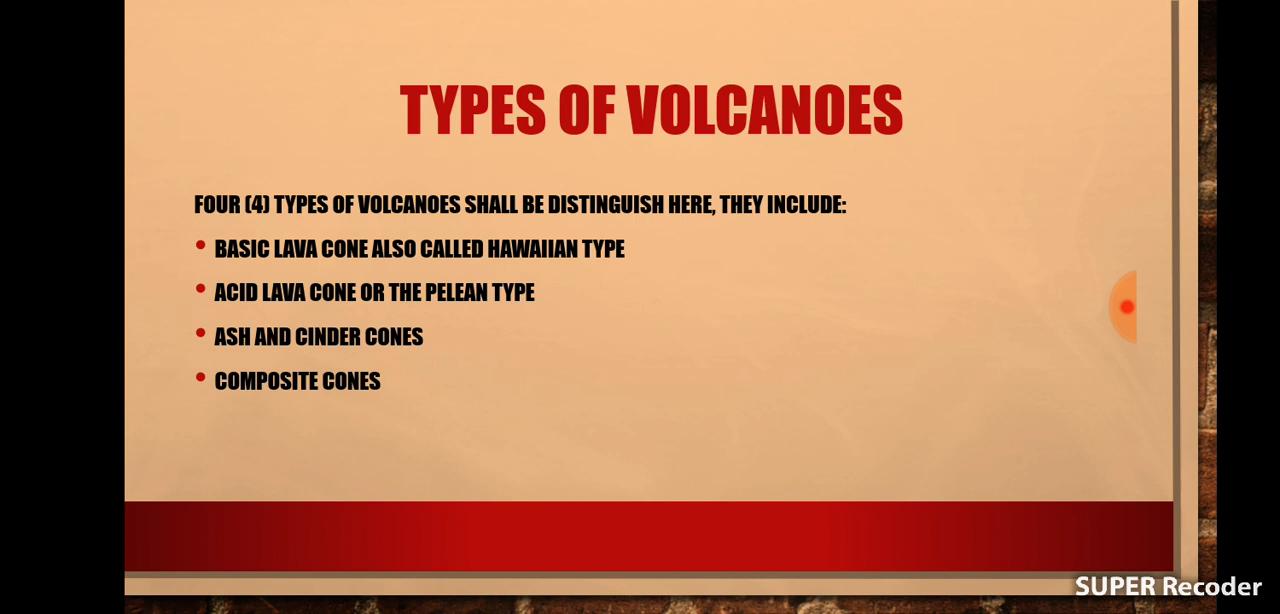 TYPES OF VOLCANOES
FOUR (4) TYPES OF VOLCANOES SHALL BE DISTINGUISH HERE, THEY INCLUDE:
• BASIC LAVA CONE ALSO CALLED HAWAIIAN TYPE
• ACID LAVA CONE OR THE PELEAN TYPE
• ASH AND CINDER CONES
• COMPOSITE CONES
SUPER Recoder